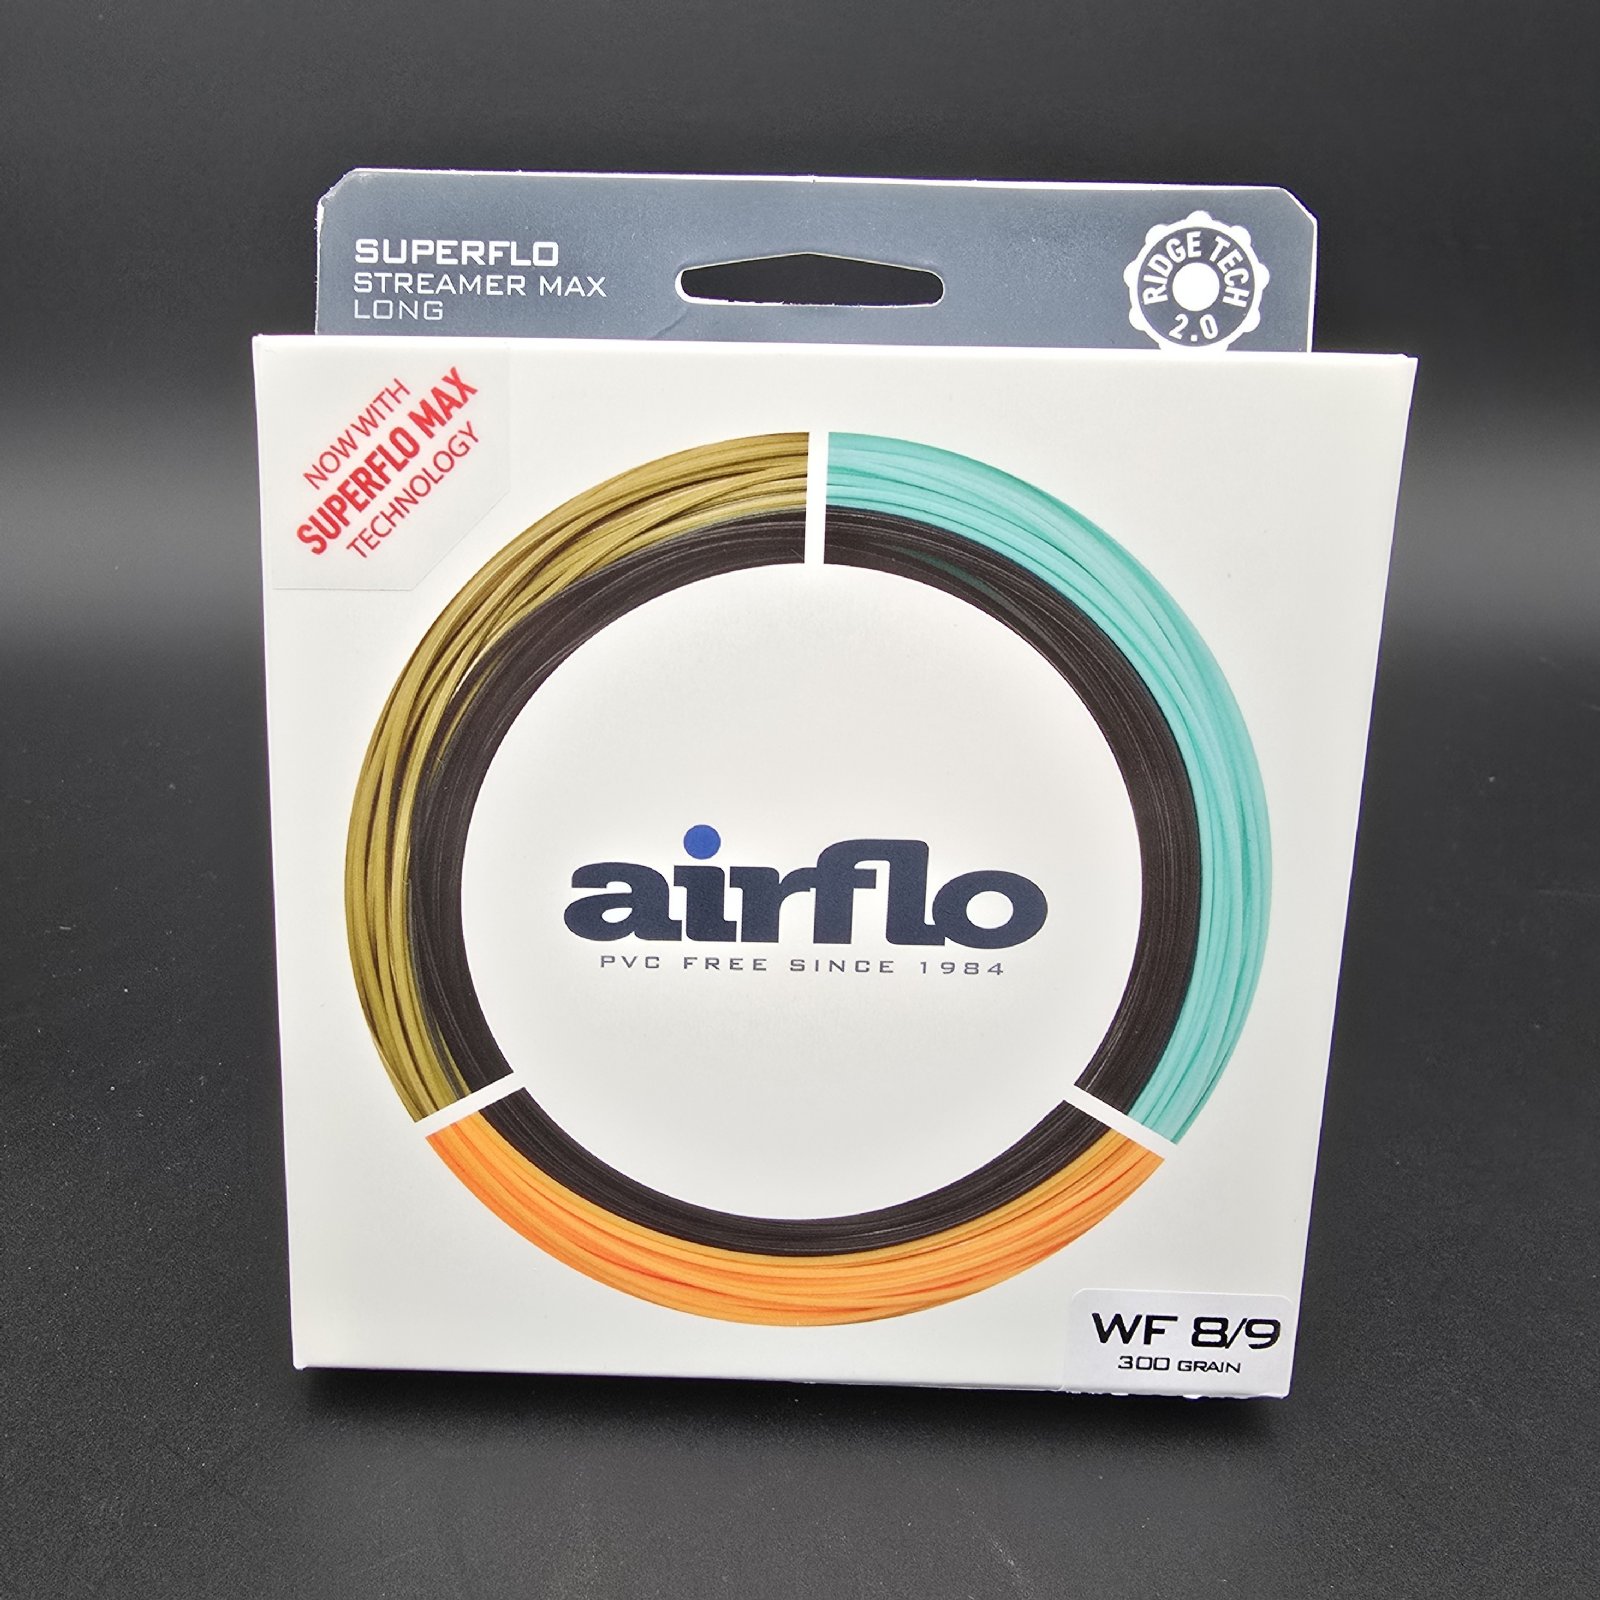 SUPERFLO
STREAMER MAX
LONG
RIDGE TECH
2.0
NOW WITH
SUPERFLO MAX
TECHNOLOGY
airflo
PVC FREE SINCE 1984
WF 8/9
300 GRAIN